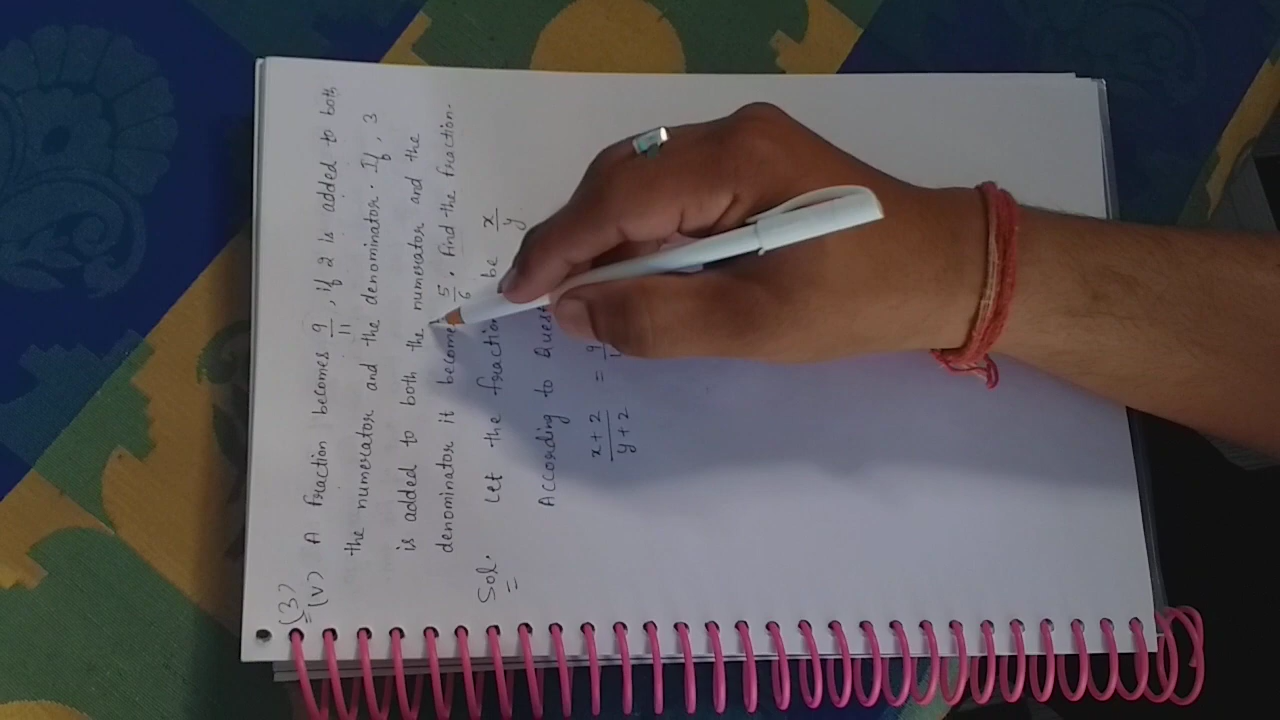 (3)
(v) A fraction becomes 9/11, if 2 is added to both
the numerator and the denominator. If, 3
is added to both the numerator and the
denominator it becomes 5/6. Find the fraction.
Sol. Let the fraction be x/y
According to
x+2/y+2 = 9